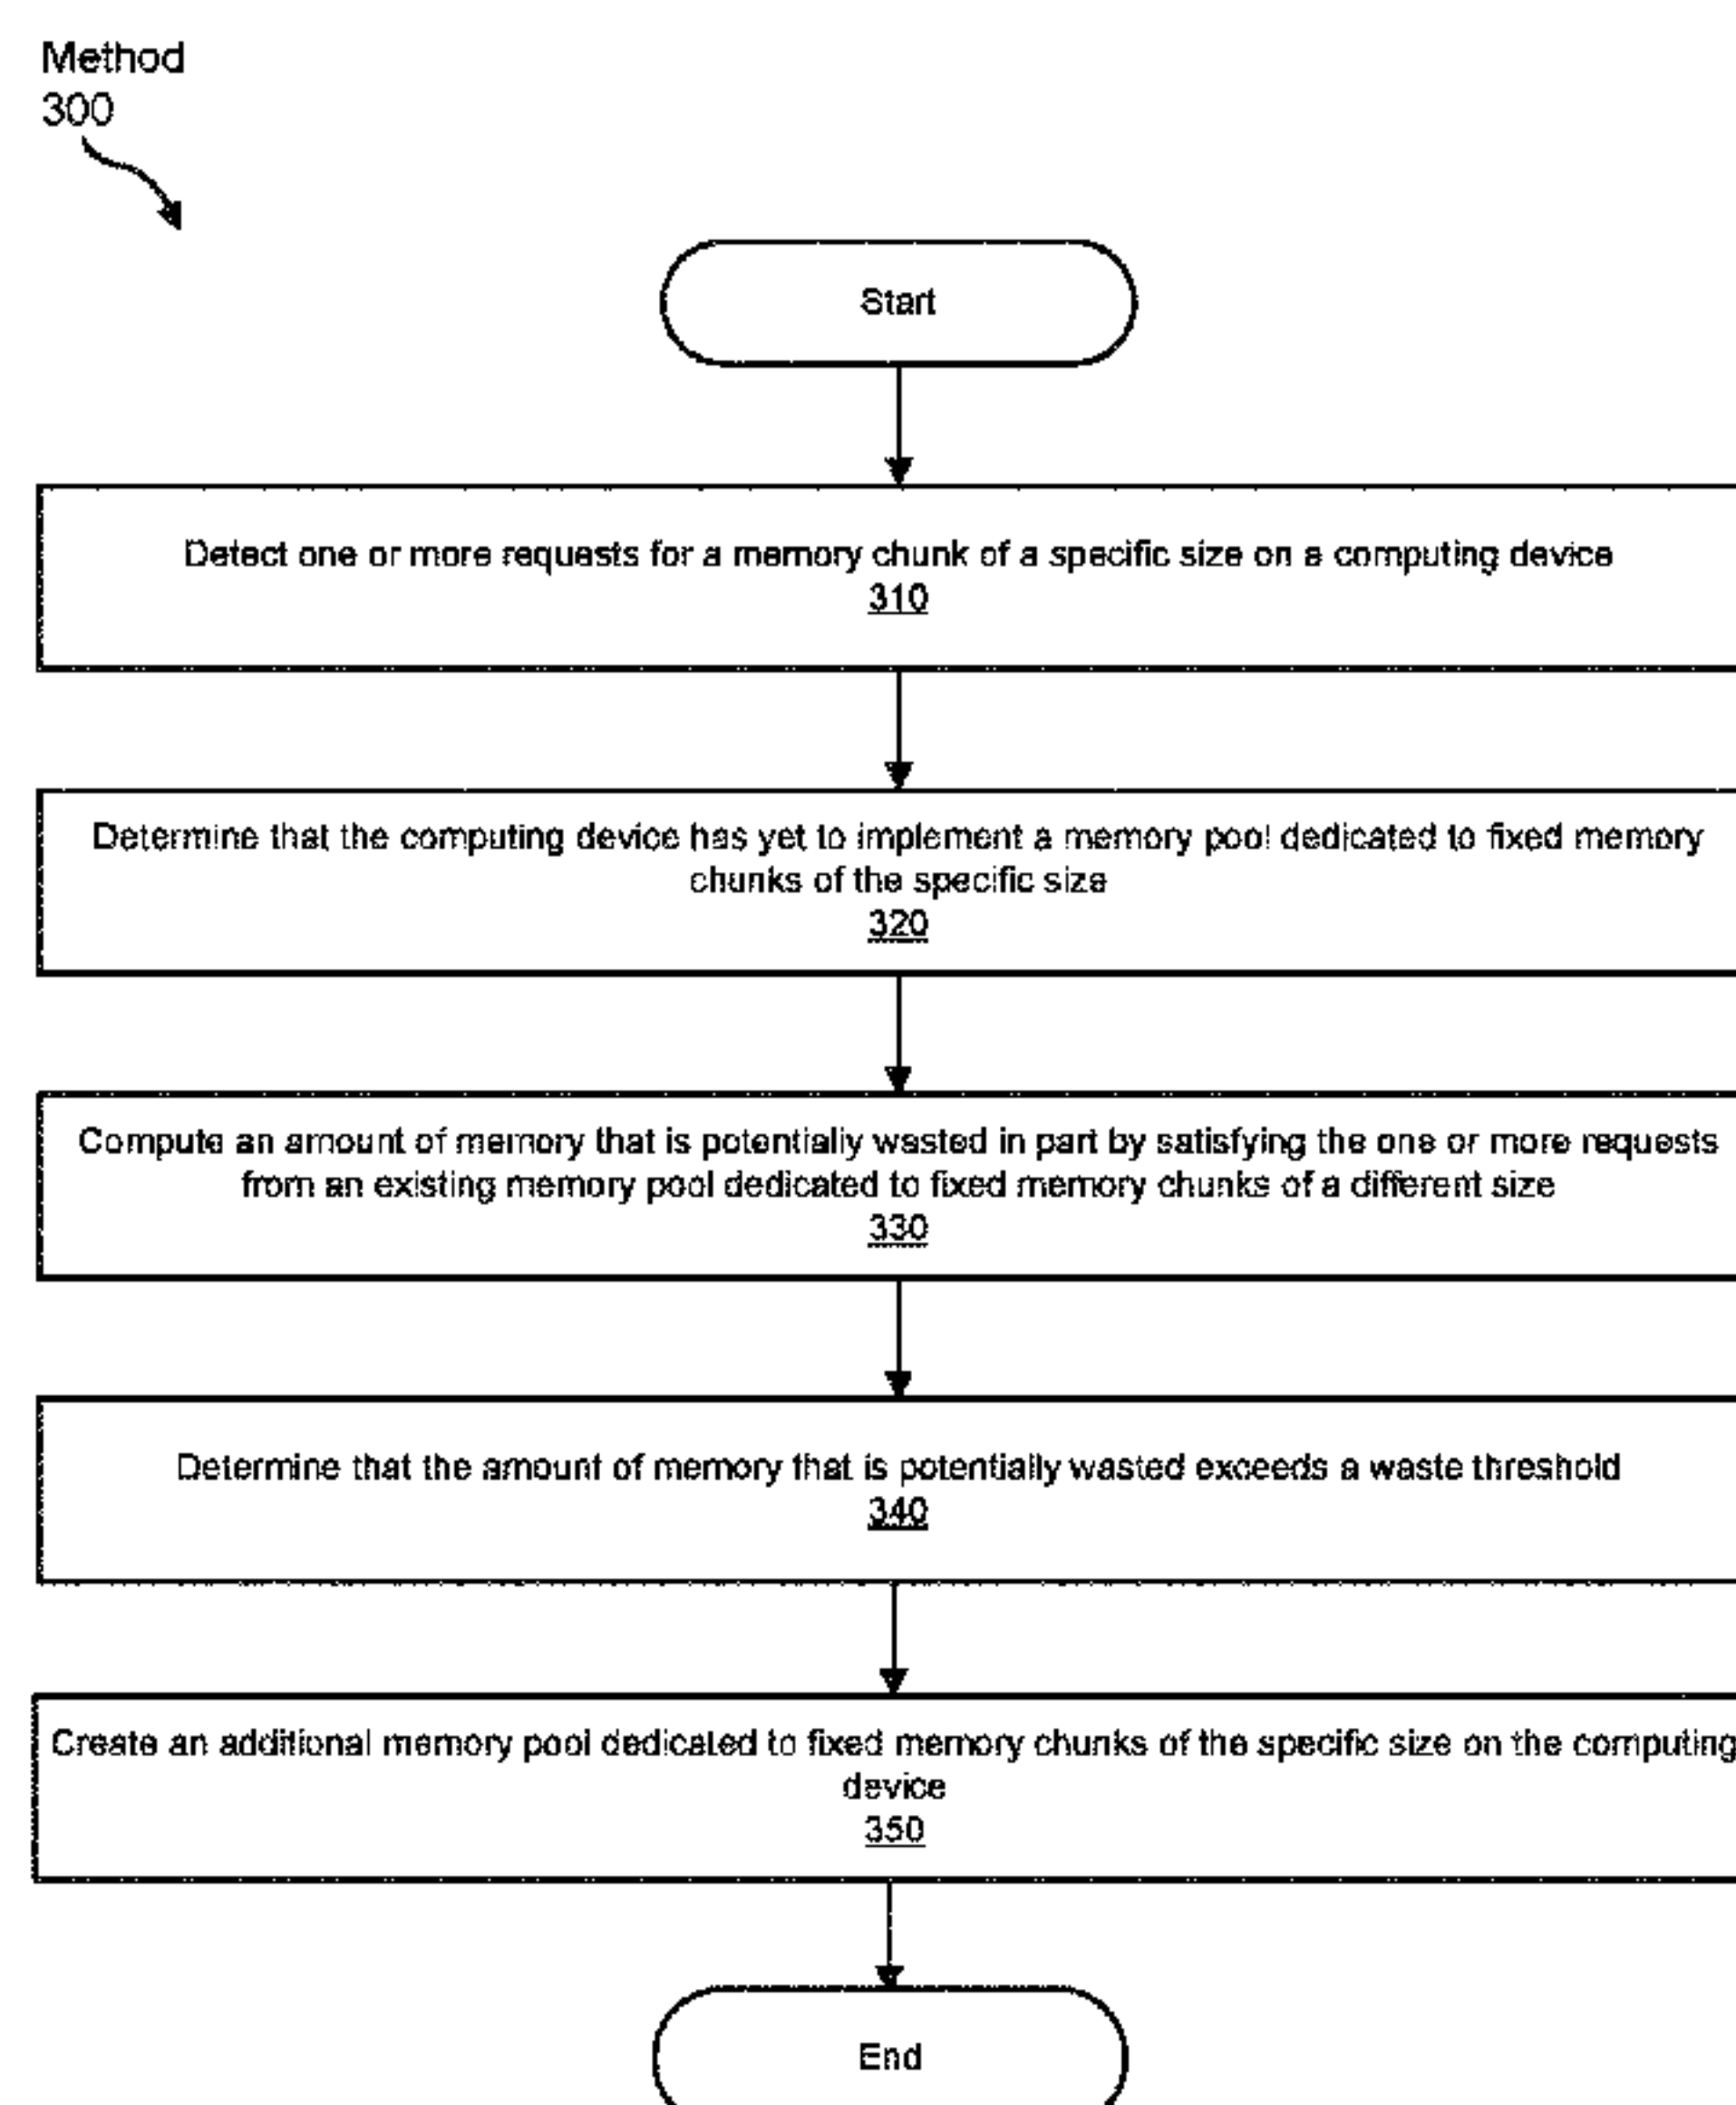 Method
300
Start
Detect one or more requests for a memory chunk of a specific size on a computing device
310
Determine that the computing device has yet to implement a memory pool dedicated to fixed memory
chunks of the specific size
320
Compute an amount of memory that is potentially wasted in part by satisfying the one or more requests
from an existing memory pool dedicated to fixed memory chunks of a different size
330
Determine that the amount of memory that is potentially wasted exceeds a waste threshold
340
Create an additional memory pool dedicated to fixed memory chunks of the specific size on the computing
device
350
End